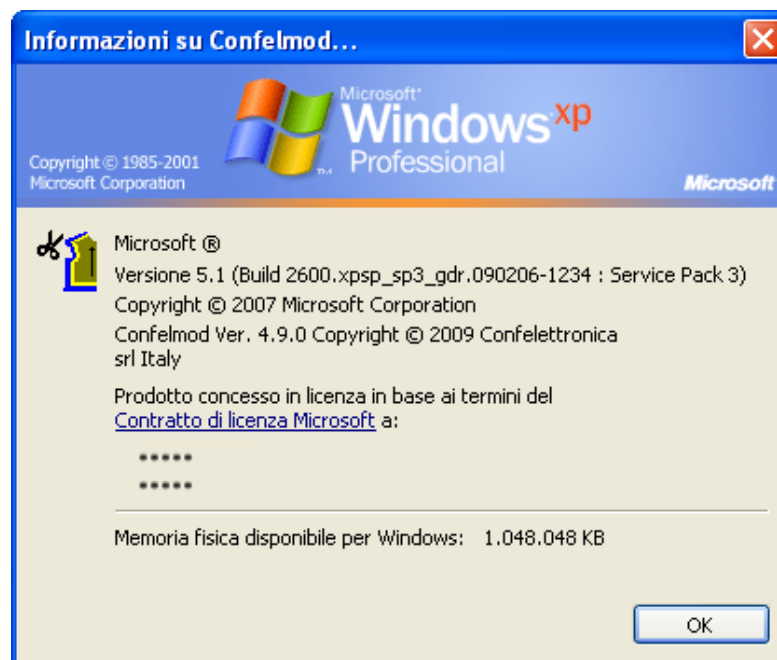 Informazioni su Confelmod...
Microsoft®
Windows xp
Professional
Copyright © 1985-2001
Microsoft Corporation
Microsoft
TM
Microsoft ®
Versione 5.1 (Build 2600.xpsp_sp3_gdr.090206-1234 : Service Pack 3)
Copyright © 2007 Microsoft Corporation
Confelmod Ver. 4.9.0 Copyright © 2009 Confelettronica
srl Italy
Prodotto concesso in licenza in base ai termini del
Contratto di licenza Microsoft a:
*****
*****
Memoria fisica disponibile per Windows: 1.048.048 KB
OK